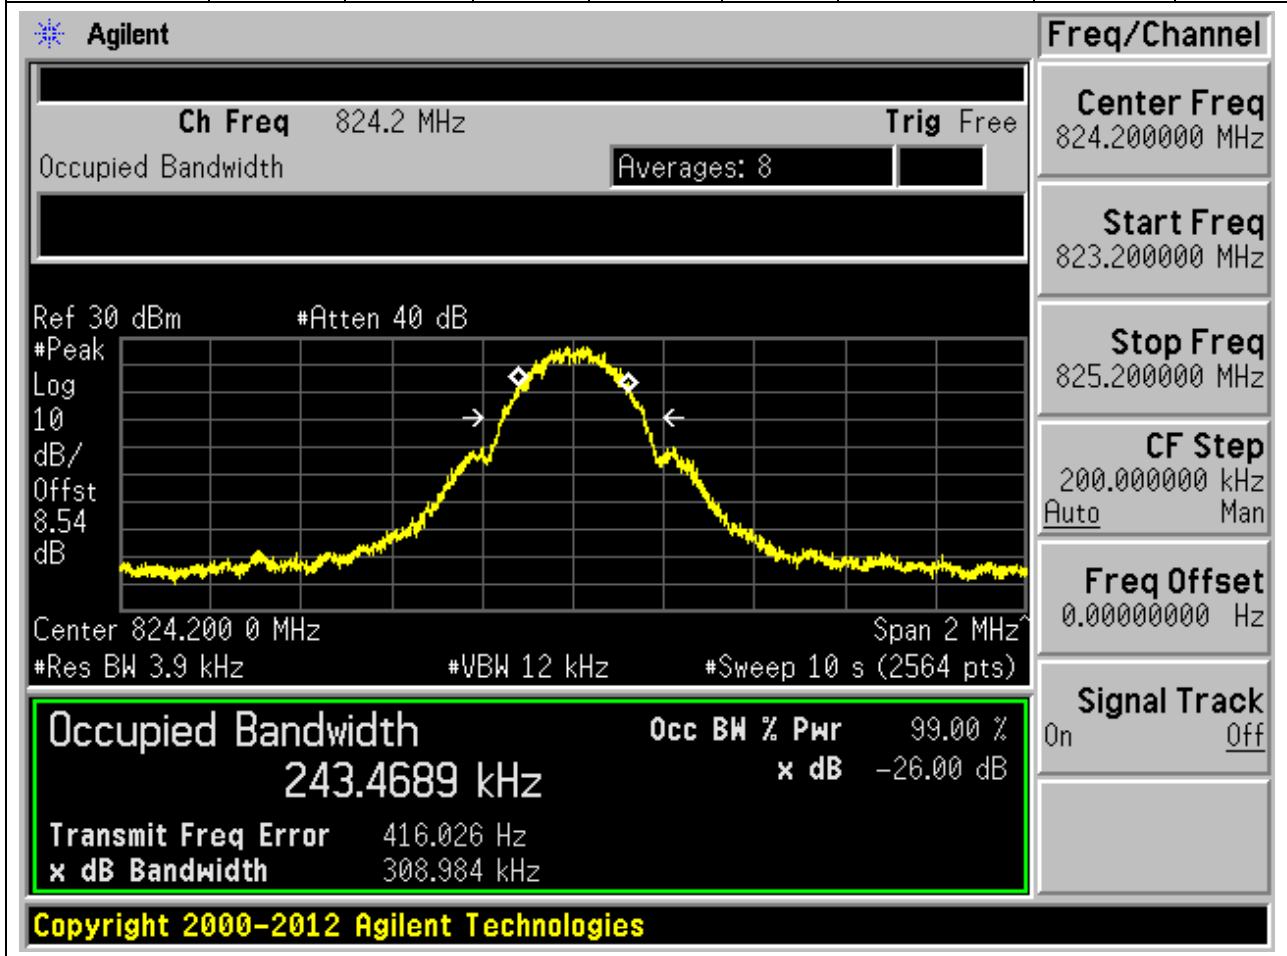 Agilent
Freq/Channel
Ch Freq 824.2 MHz Trig Free
Occupied Bandwidth Averages: 8
Center Freq
824.200000 MHz
Start Freq
823.200000 MHz
Stop Freq
825.200000 MHz
CF Step
200.000000 kHz
Auto Man
Freq Offset
0.00000000 Hz
Signal Track
On Off
Ref 30 dBm #Atten 40 dB
#Peak
Log
10
dB/
Offst
8.54
dB
Center 824.200 0 MHz Span 2 MHz^
#Res BW 3.9 kHz #VBW 12 kHz #Sweep 10 s (2564 pts)
Occupied Bandwidth Occ BW % Pwr 99.00 %
243.4689 kHz x dB -26.00 dB
Transmit Freq Error 416.026 Hz
x dB Bandwidth 308.984 kHz
Copyright 2000-2012 Agilent Technologies